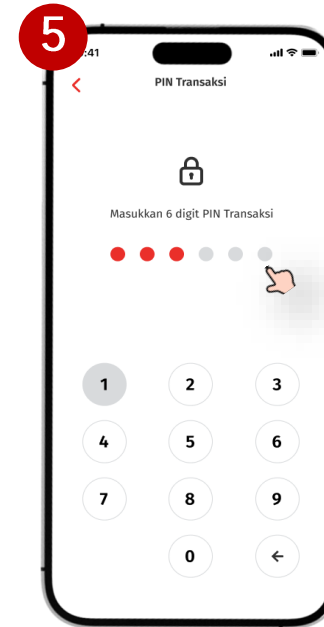 5
:41
PIN Transaksi
Masukkan 6 digit PIN Transaksi
1 2 3
4 5 6
7 8 9
0